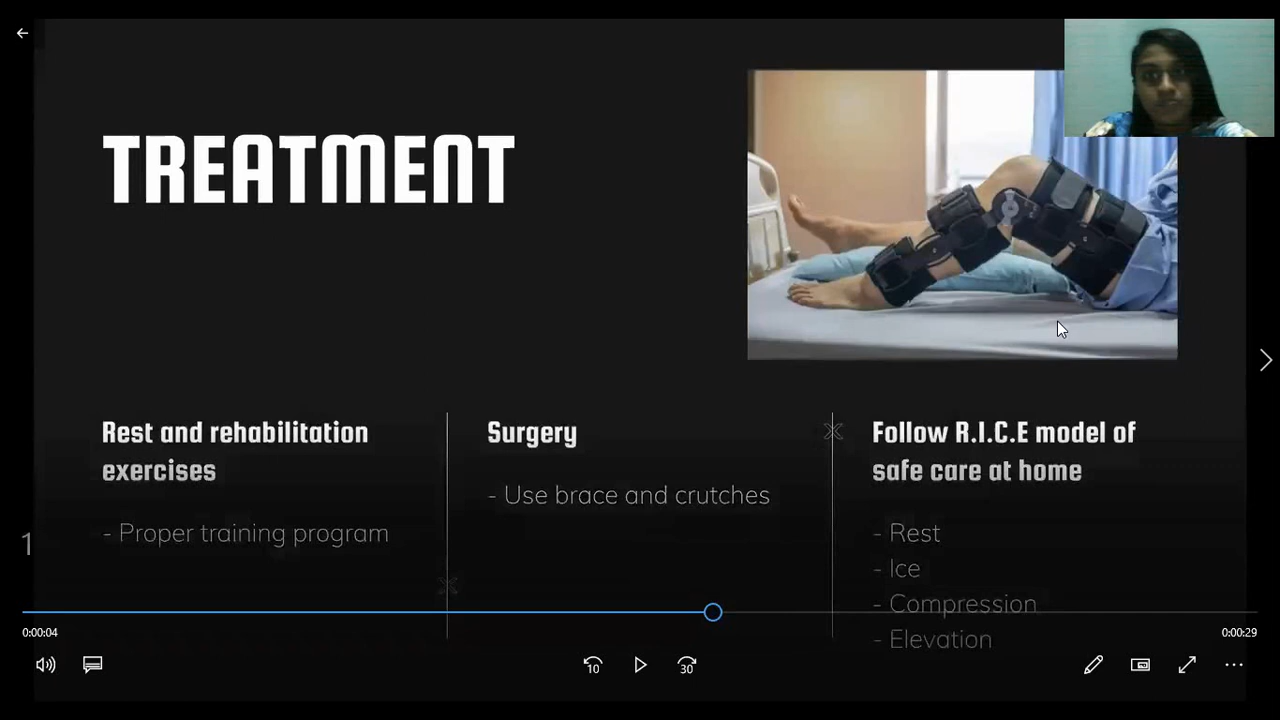 TREATMENT
Rest and rehabilitation
exercises
- Proper training program
Surgery
- Use brace and crutches
Follow R.I.C.E model of
safe care at home
- Rest
- Ice
- Compression
- Elevation
1
0:00:04
0:00:29
10
30